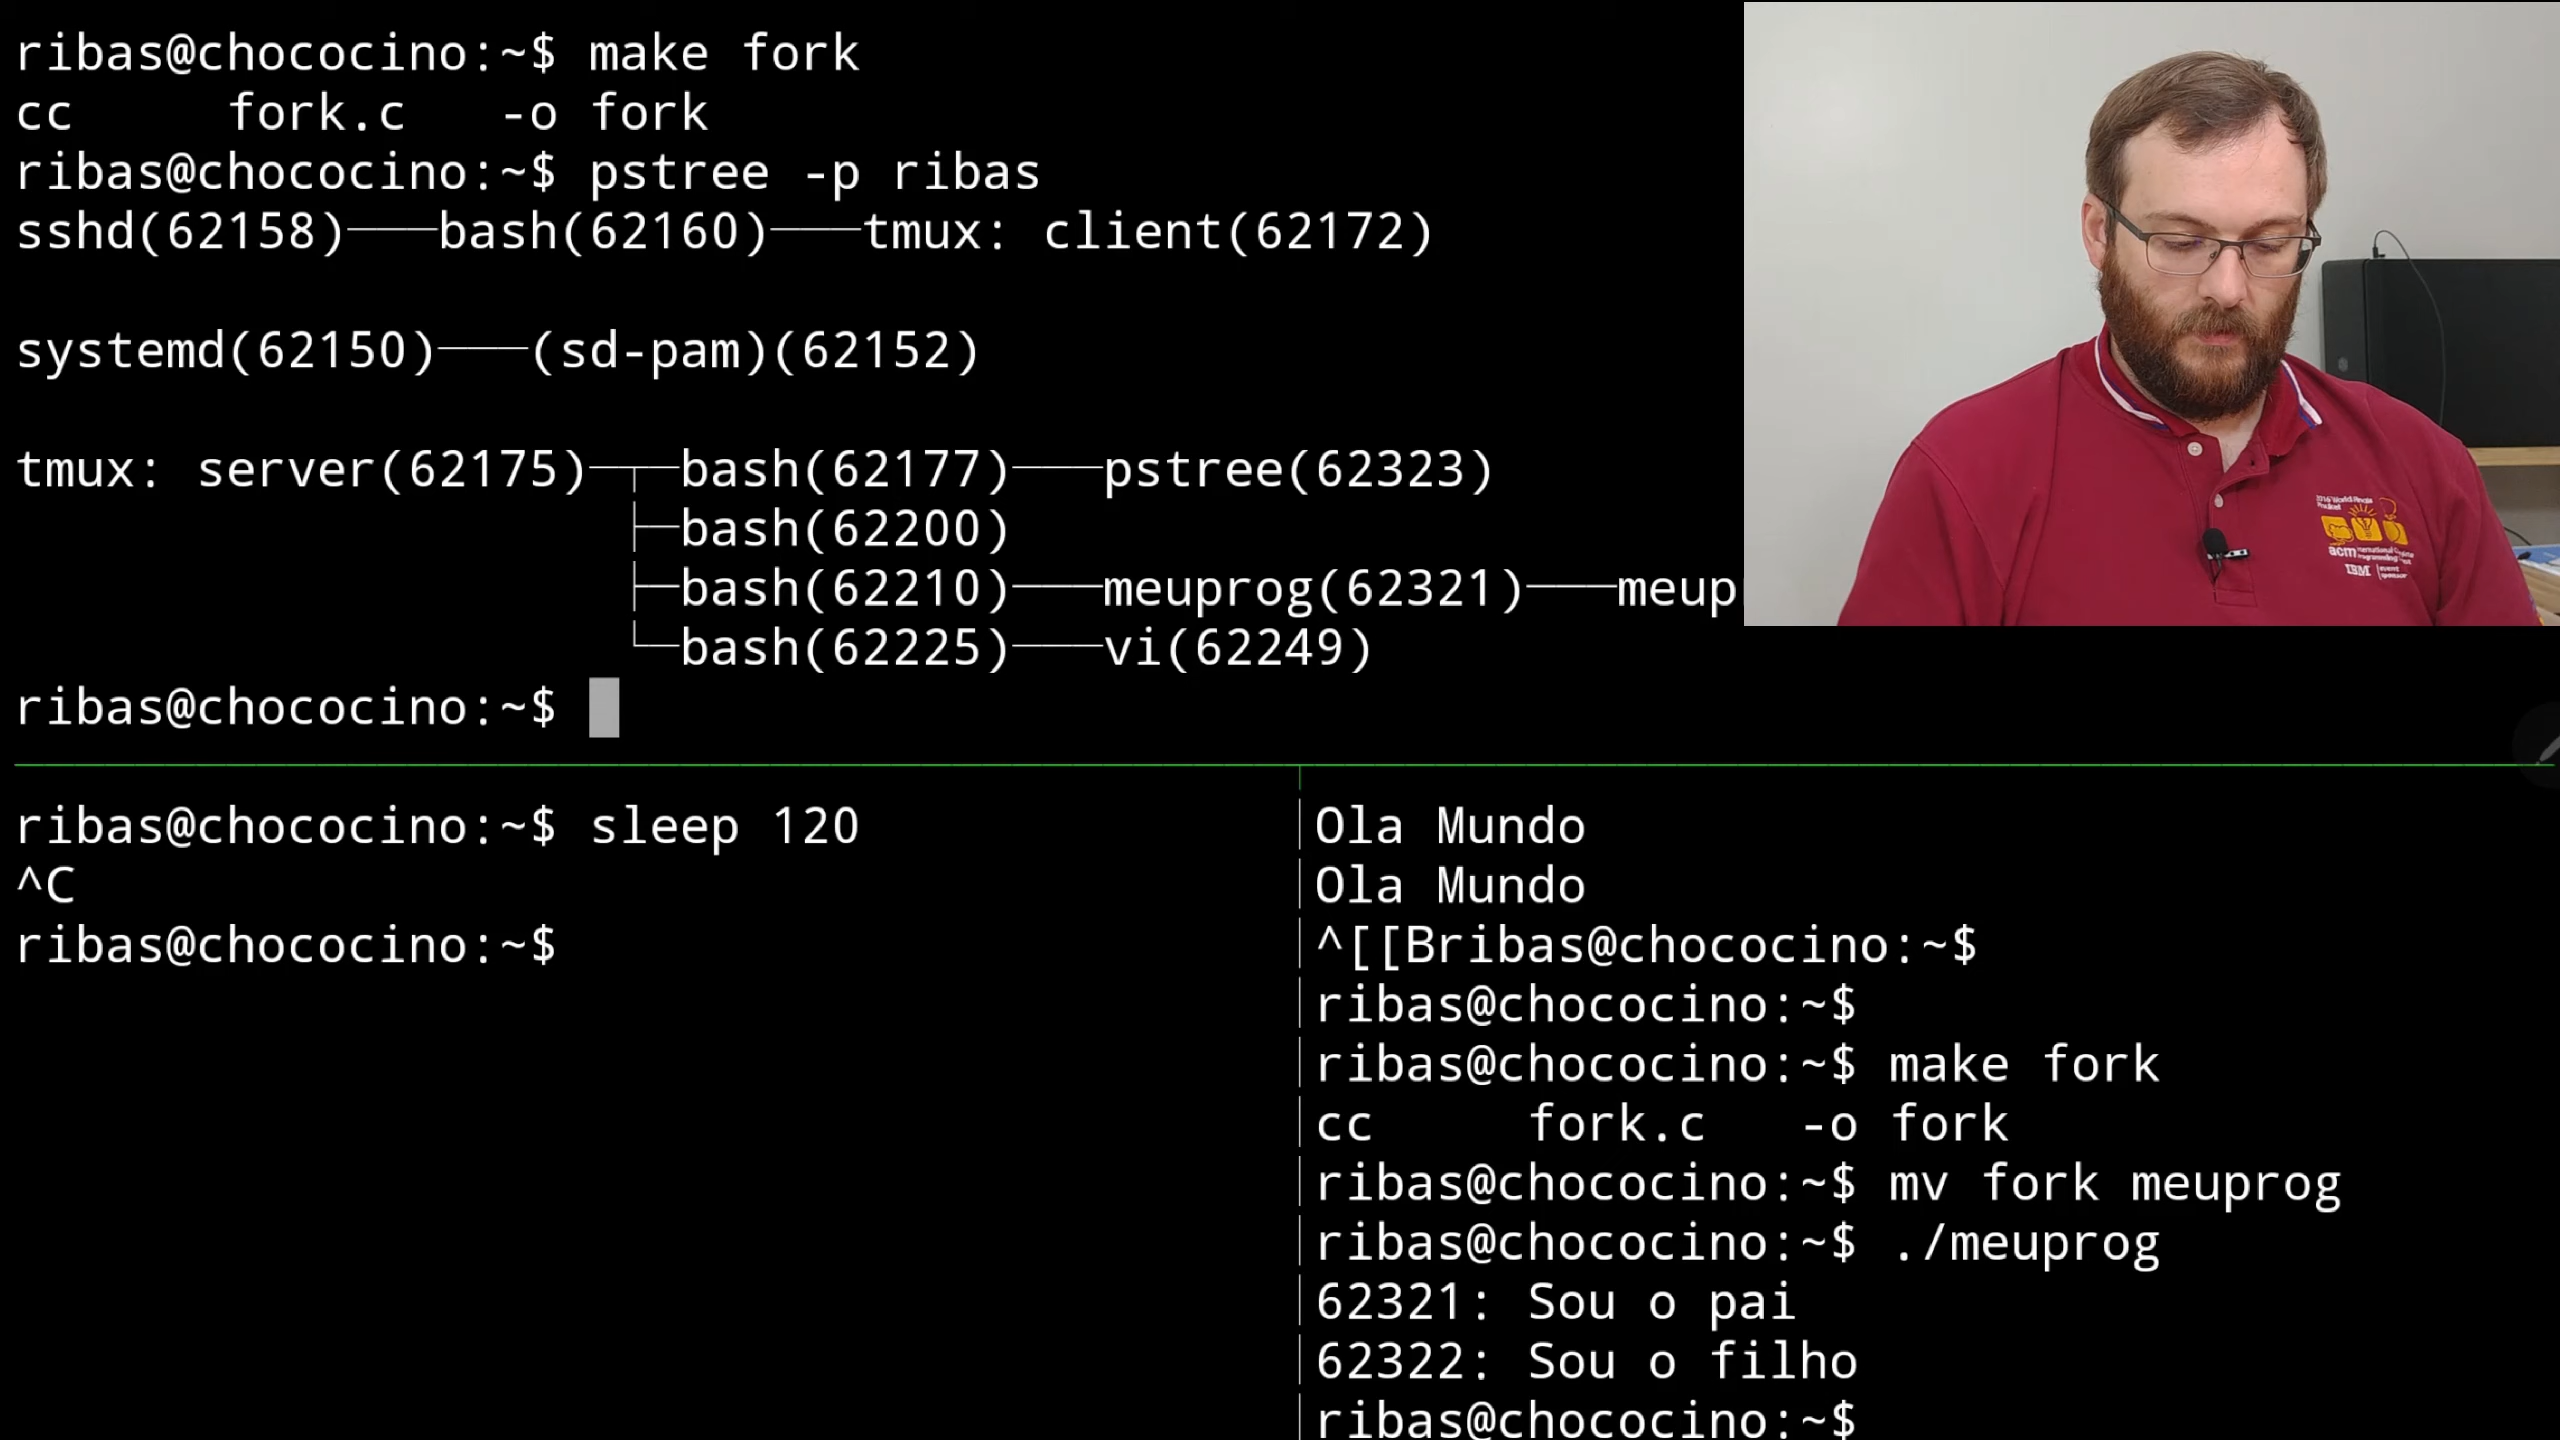 ribas@chococino:~$ make fork
cc     fork.c   -o fork
ribas@chococino:~$ pstree -p ribas
sshd(62158)───bash(62160)───tmux: client(62172)
systemd(62150)───(sd-pam)(62152)
tmux: server(62175)─┬─bash(62177)───pstree(62323)
├─bash(62200)
├─bash(62210)───meuprog(62321)───meup
└─bash(62225)───vi(62249)
ribas@chococino:~$
ribas@chococino:~$ sleep 120
^C
ribas@chococino:~$
Ola Mundo
Ola Mundo
^[[Bribas@chococino:~$
ribas@chococino:~$
ribas@chococino:~$ make fork
cc     fork.c   -o fork
ribas@chococino:~$ mv fork meuprog
ribas@chococino:~$ ./meuprog
62321: Sou o pai
62322: Sou o filho
ribas@chococino:~$
acm
IBM